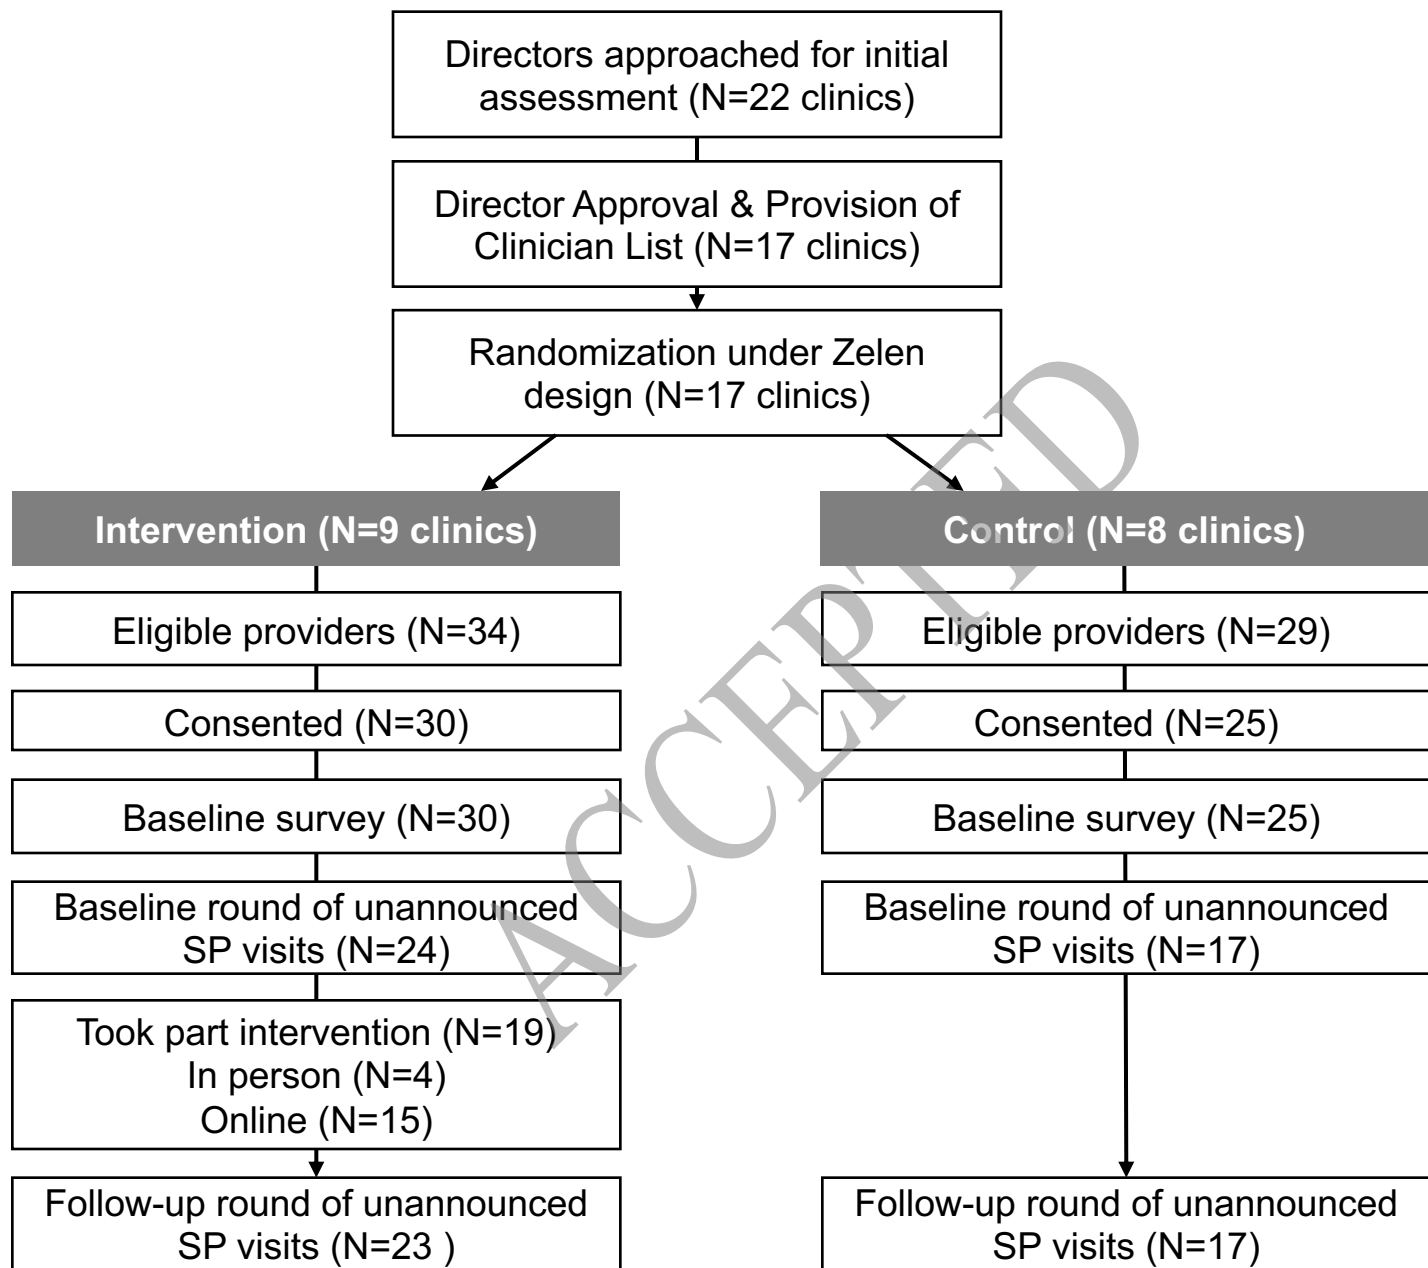 Directors approached for initial
assessment (N=22 clinics)
Director Approval & Provision of
Clinician List (N=17 clinics)
Randomization under Zelen
design (N=17 clinics)
Intervention (N=9 clinics)
Eligible providers (N=34)
Consented (N=30)
Baseline survey (N=30)
Baseline round of unannounced
SP visits (N=24)
Took part intervention (N=19)
In person (N=4)
Online (N=15)
Follow-up round of unannounced
SP visits (N=23 )
Control (N=8 clinics)
Eligible providers (N=29)
Consented (N=25)
Baseline survey (N=25)
Baseline round of unannounced
SP visits (N=17)
Follow-up round of unannounced
SP visits (N=17)
ACCEPTED